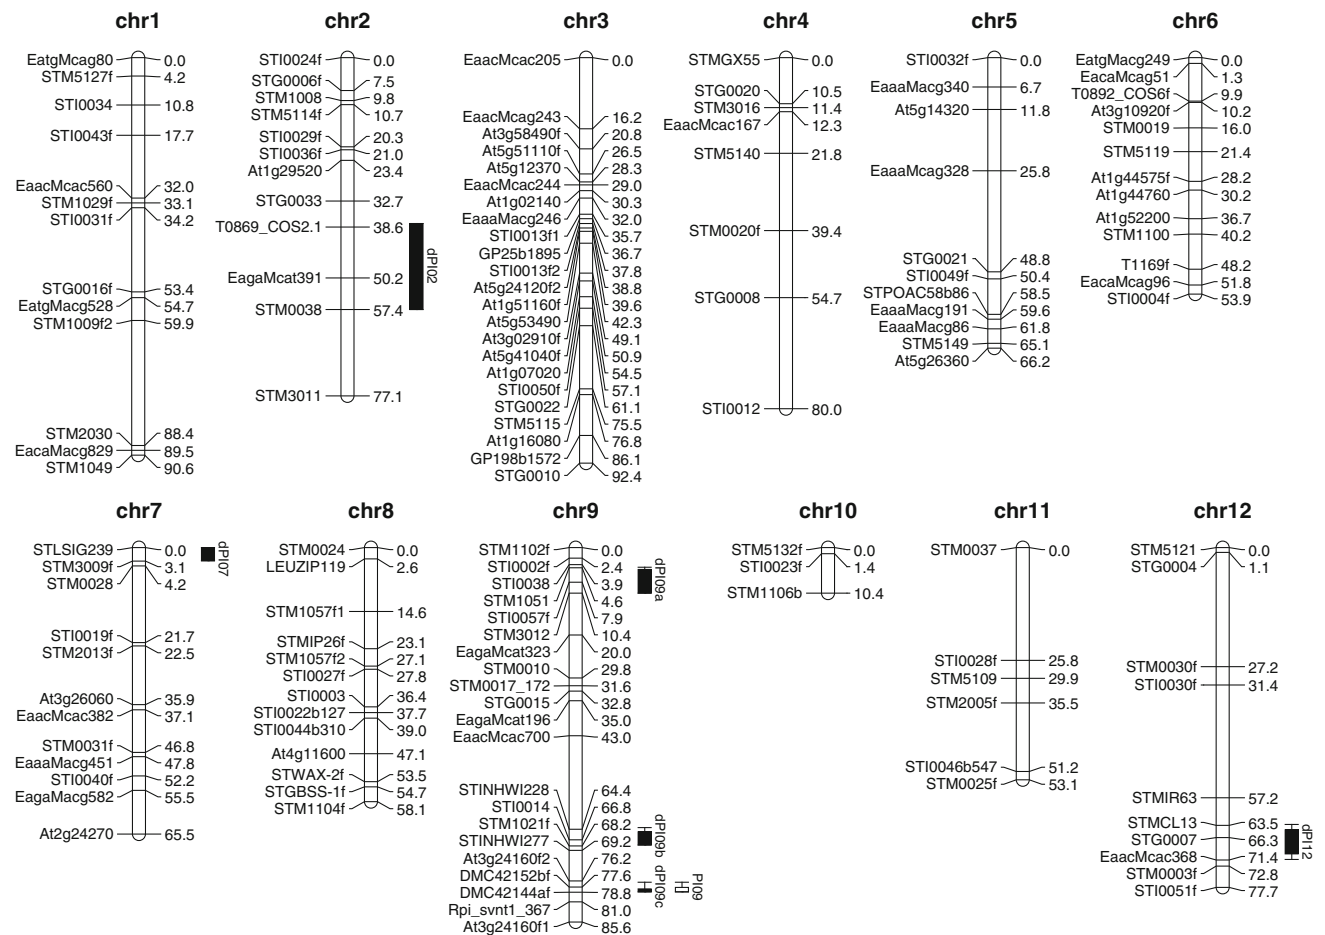 chr1
EatgMcag80 0.0
STM5127f 4.2
STI0034 10.8
STI0043f 17.7
EaacMcac560 32.0
STM1029f 33.1
STI0031f 34.2
STG0016f 53.4
EatgMacg528 54.7
STM1009f2 59.9
STM2030 88.4
EacaMacg829 89.5
STM1049 90.6
chr2
STI0024f 0.0
STG0006f 7.5
STM1008 9.8
STM5114f 10.7
STI0029f 20.3
STI0036f 21.0
At1g29520 23.4
STG0033 32.7
T0869_COS2.1 38.6
EagaMcat391 50.2
STM0038 57.4
STM3011 77.1
dPI02
chr3
EaacMcac205 0.0
EaacMcag243 16.2
At3g58490f 20.8
At5g51110f 26.5
At5g12370 28.3
EaacMcac244 29.0
At1g02140 30.3
EaaaMacg246 32.0
STI0013f1 35.7
GP25b1895 36.7
STI0013f2 37.8
At5g24120f2 38.8
At1g51160f 39.6
At5g53490 42.3
At3g02910f 49.1
At5g41040f 50.9
At1g07020 54.5
STI0050f 57.1
STG0022 61.1
STM5115 75.5
At1g16080 76.8
GP198b1572 86.1
STG0010 92.4
chr4
STMGX55 0.0
STG0020 10.5
STM3016 11.4
EaacMcac167 12.3
STM5140 21.8
STM0020f 39.4
STG0008 54.7
STI0012 80.0
chr5
STI0032f 0.0
EaaaMacg340 6.7
At5g14320 11.8
EaaaMcag328 25.8
STG0021 48.8
STI0049f 50.4
STPOAC58b86 58.5
EaaaMacg191 59.6
EaaaMacg86 61.8
STM5149 65.1
At5g26360 66.2
chr6
EatgMacg249 0.0
EacaMcag51 1.3
T0892_COS6f 9.9
At3g10920f 10.2
STM0019 16.0
STM5119 21.4
At1g44575f 28.2
At1g44760 30.2
At1g52200 36.7
STM1100 40.2
T1169f 48.2
EacaMcag96 51.8
STI0004f 53.9
chr7
STLSIG239 0.0
STM3009f 3.1
STM0028 4.2
STI0019f 21.7
STM2013f 22.5
At3g26060 35.9
EaacMcac382 37.1
STM0031f 46.8
EaaaMacg451 47.8
STI0040f 52.2
EagaMacg582 55.5
At2g24270 65.5
dPI07
chr8
STM0024 0.0
LEUZIP119 2.6
STM1057f1 14.6
STMIP26f 23.1
STM1057f2 27.1
STI0027f 27.8
STI0003 36.4
STI0022b127 37.7
STI0044b310 39.0
At4g11600 47.1
STWAX-2f 53.5
STGBSS-1f 54.7
STM1104f 58.1
chr9
STM1102f 0.0
STI0002f 2.4
STI0038 3.9
STM1051 4.6
STI0057f 7.9
STM3012 10.4
EagaMcat323 20.0
STM0010 29.8
STM0017_172 31.6
STG0015 32.8
EagaMcat196 35.0
EaacMcac700 43.0
STINHWI228 64.4
STI0014 66.8
STM1021f 68.2
STINHWI277 69.2
At3g24160f2 76.2
DMC42152bf 77.6
DMC42144af 78.8
Rpi_svnt1_367 81.0
At3g24160f1 85.6
dPI09a
dPI09b
dPI09c
PI09
chr10
STM5132f 0.0
STI0023f 1.4
STM1106b 10.4
chr11
STM0037 0.0
STI0028f 25.8
STM5109 29.9
STM2005f 35.5
STI0046b547 51.2
STM0025f 53.1
chr12
STM5121 0.0
STG0004 1.1
STM0030f 27.2
STI0030f 31.4
STMIR63 57.2
STMCL13 63.5
STG0007 66.3
EaacMcac368 71.4
STM0003f 72.8
STI0051f 77.7
dPI12